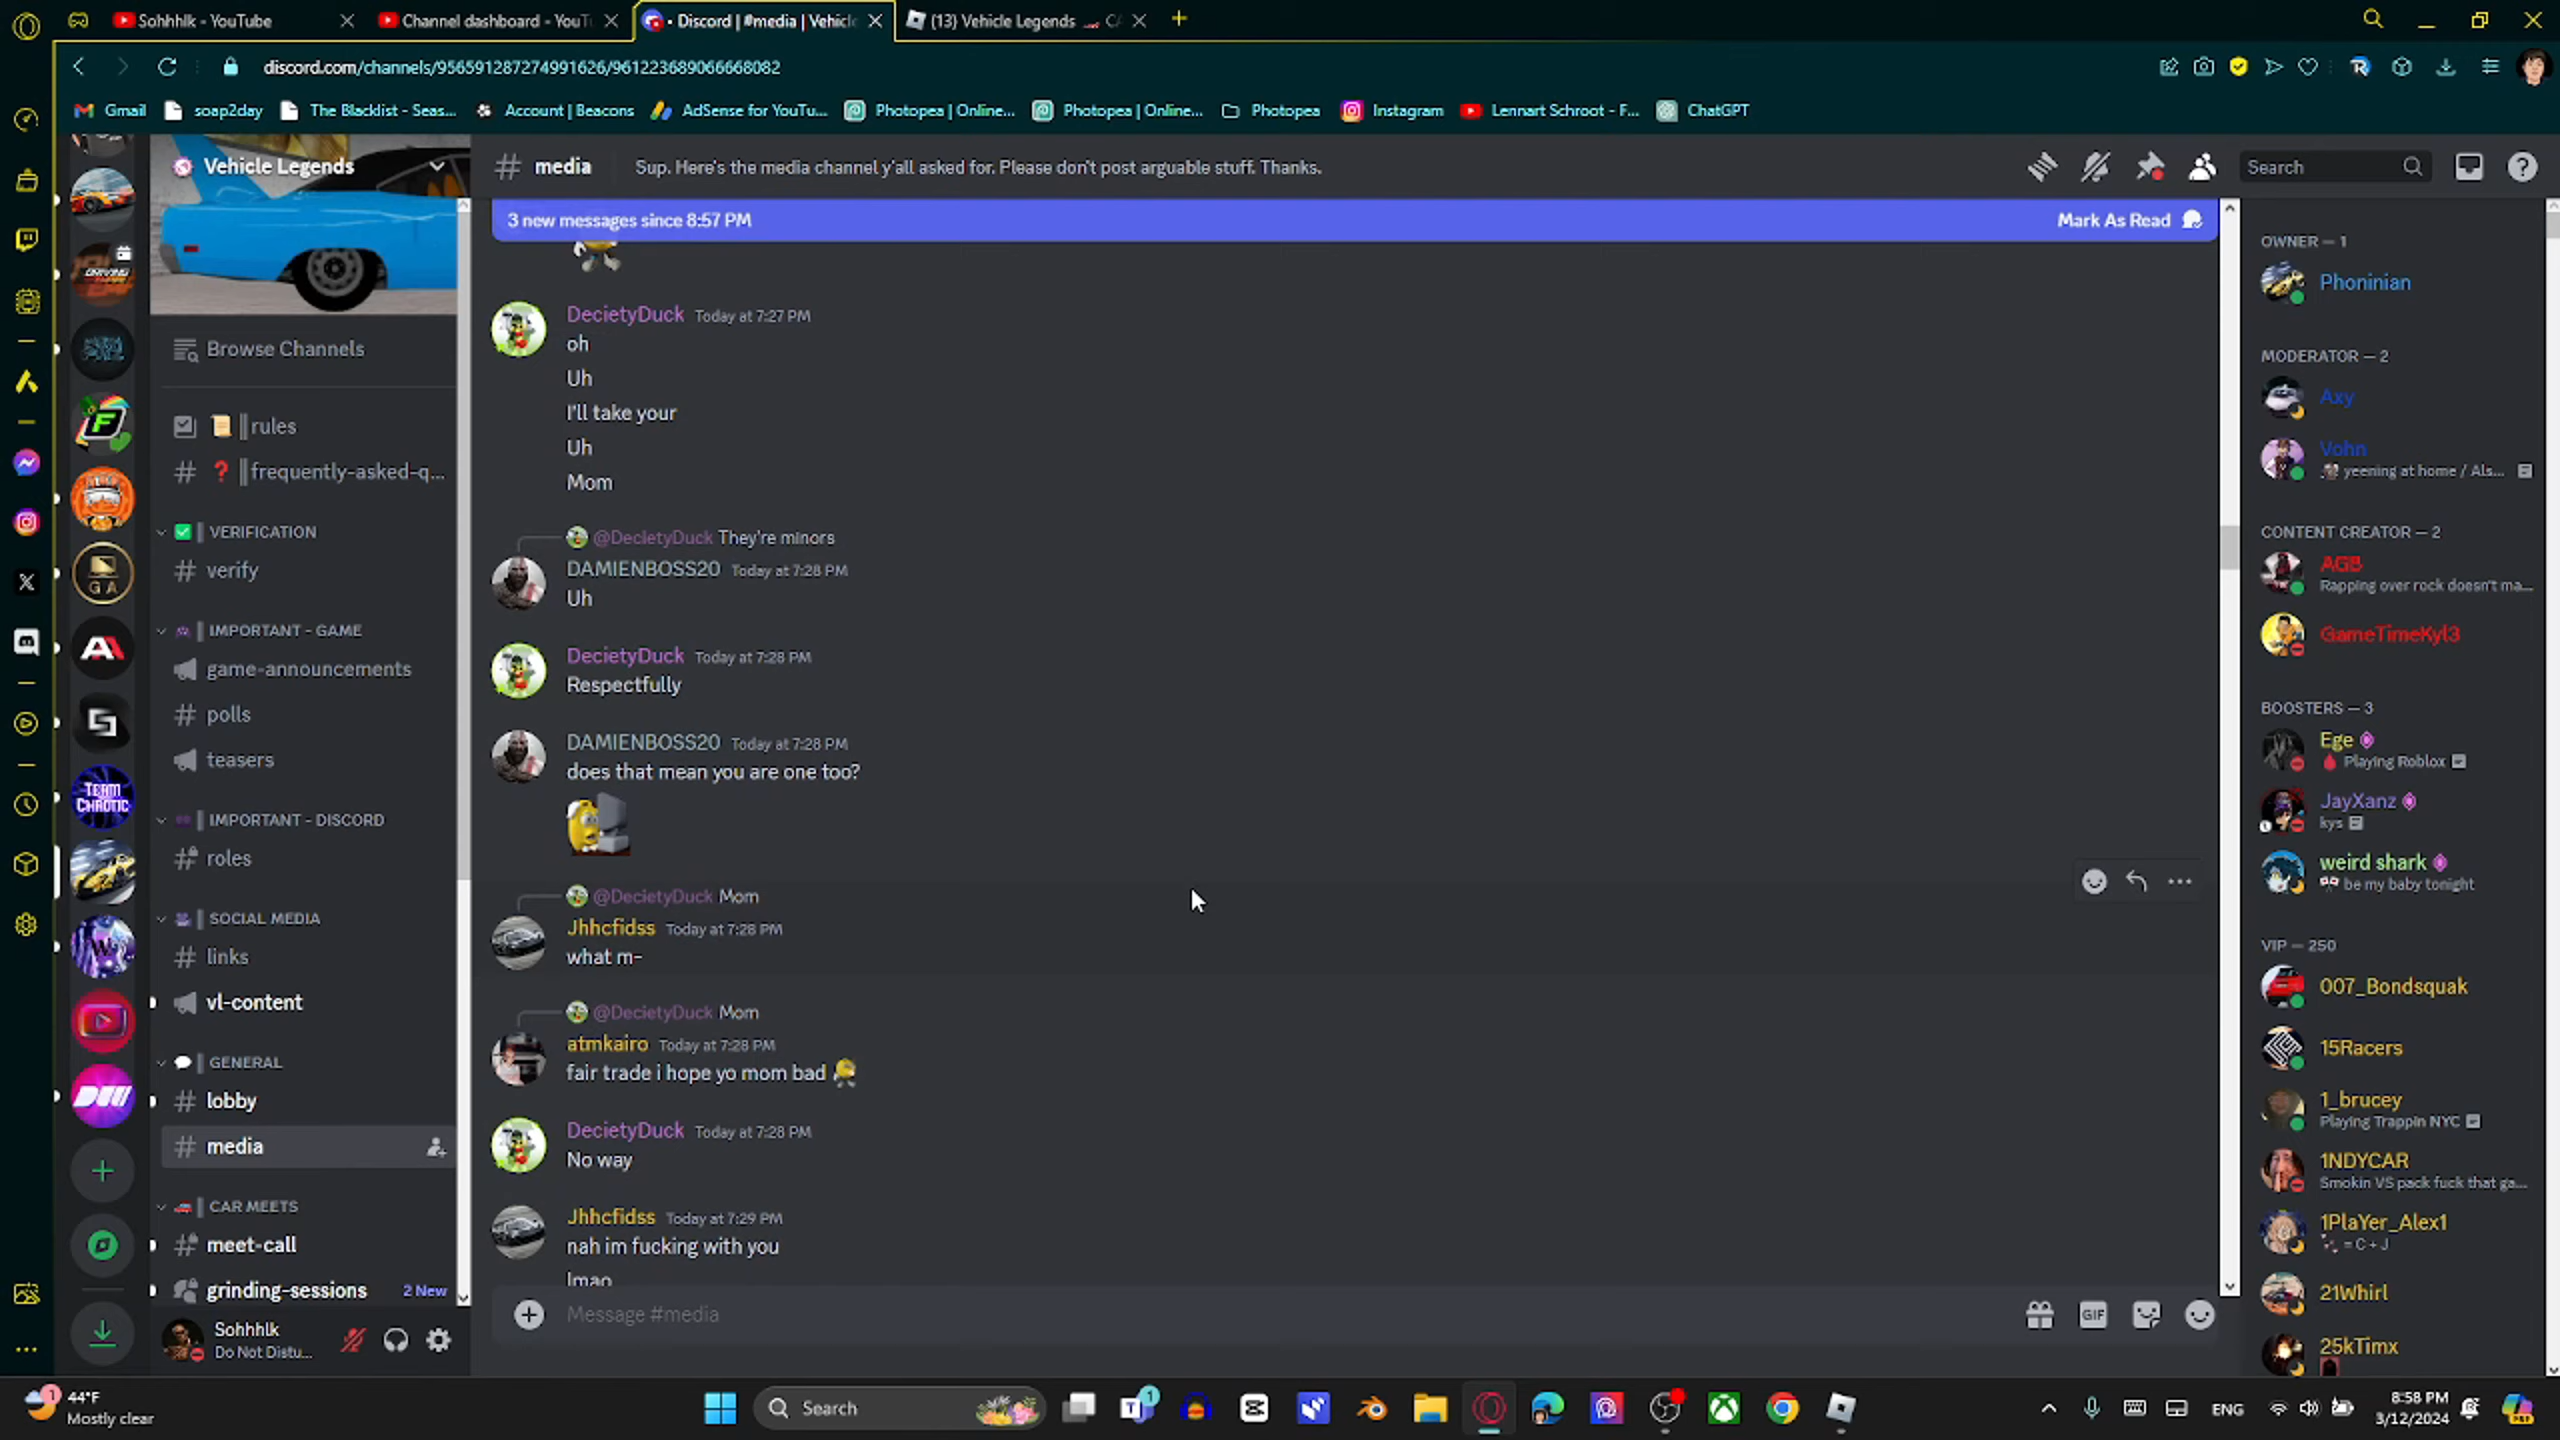 Sohhhlk - YouTube
Channel dashboard - YouT
• Discord | #media | Vehicle
(13) Vehicle Legends
discord.com/channels/956591287274991626/961223689066668082
Gmail
soap2day
The Blacklist - Seas...
Account | Beacons
AdSense for YouTu...
Photopea | Online...
Photopea | Online...
Photopea
Instagram
Lennart Schroot - F...
ChatGPT
Vehicle Legends
Browse Channels
rules
frequently-asked-q...
VERIFICATION
verify
IMPORTANT - GAME
game-announcements
polls
teasers
IMPORTANT - DISCORD
roles
SOCIAL MEDIA
links
vl-content
GENERAL
lobby
media
CAR MEETS
meet-call
grinding-sessions 2 New
Sohhhlk
Do Not Distu...
# media Sup. Here's the media channel y'all asked for. Please don't post arguable stuff. Thanks.
Search
3 new messages since 8:57 PM Mark As Read
DecietyDuck Today at 7:27 PM
oh
Uh
I'll take your
Uh
Mom
@DecietyDuck They're minors
DAMIENBOSS20 Today at 7:28 PM
Uh
DecietyDuck Today at 7:28 PM
Respectfully
DAMIENBOSS20 Today at 7:28 PM
does that mean you are one too?
@DecietyDuck Mom
Jhhcfidss Today at 7:28 PM
what m-
@DecietyDuck Mom
atmkairo Today at 7:28 PM
fair trade i hope yo mom bad
DecietyDuck Today at 7:28 PM
No way
Jhhcfidss Today at 7:29 PM
nah im fucking with you
lmao
Message #media
GIF
OWNER — 1
Phoninian
MODERATOR — 2
Axy
Vohn
yeening at home / Als...
CONTENT CREATOR — 2
AGB
Rapping over rock doesn't ma...
GameTimeKyl3
BOOSTERS — 3
Ege
Playing Roblox
JayXanz
kys
weird shark
be my baby tonight
VIP — 250
007_Bondsquak
15Racers
1_brucey
Playing Trappin NYC
1NDYCAR
Smokin VS pack fuck that ga...
1PlaYer_Alex1
= C + J
21Whirl
25kTimx
TEAM CHAOTIC
G A
44°F
Mostly clear
Search
ENG
8:58 PM
3/12/2024